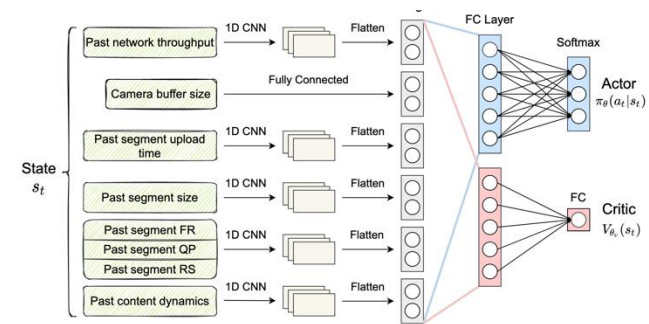 State
s_t
Past network throughput
1D CNN
Flatten
Camera buffer size
Fully Connected
Past segment upload
time
1D CNN
Flatten
Past segment size
1D CNN
Flatten
Past segment FR
Past segment QP
Past segment RS
1D CNN
Flatten
Past content dynamics
1D CNN
Flatten
FC Layer
Softmax
Actor
π_θ(a_t|s_t)
FC
Critic
V_{θ_v}(s_t)